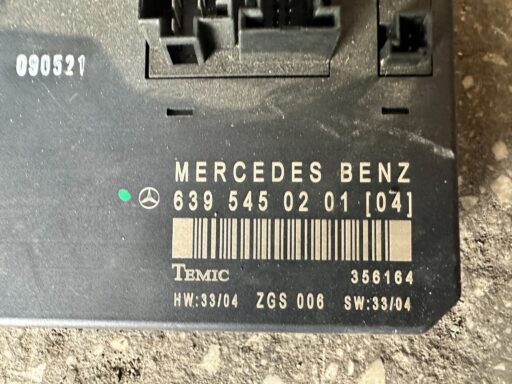 090521
MERCEDES BENZ
639 545 02 01 [04]
TEMIC 356164
HW:33/04 ZGS 006 SW:33/04